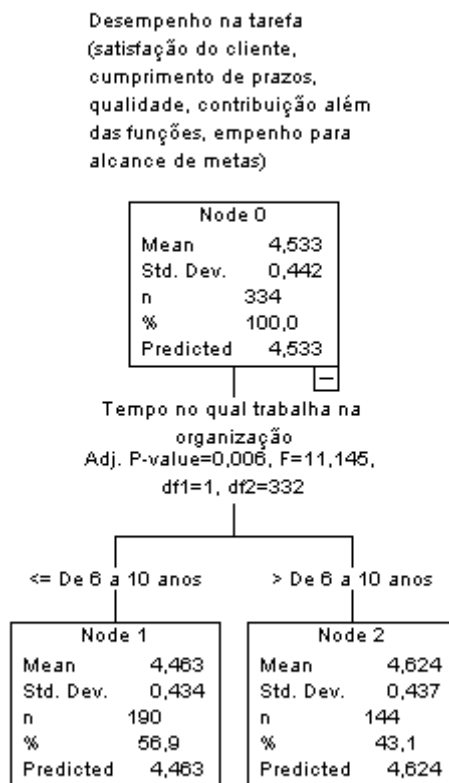 Desempenho na tarefa
(satisfação do cliente,
cumprimento de prazos,
qualidade, contribuição além
das funções, empenho para
alcance de metas)
Node 0
Mean 4,533
Std. Dev. 0,442
n 334
% 100,0
Predicted 4,533
Tempo no qual trabalha na
organização
Adj. P-value=0,006, F=11,145,
df1=1, df2=332
<= De 6 a 10 anos
> De 6 a 10 anos
Node 1
Mean 4,463
Std. Dev. 0,434
n 190
% 56,9
Predicted 4,463
Node 2
Mean 4,624
Std. Dev. 0,437
n 144
% 43,1
Predicted 4,624